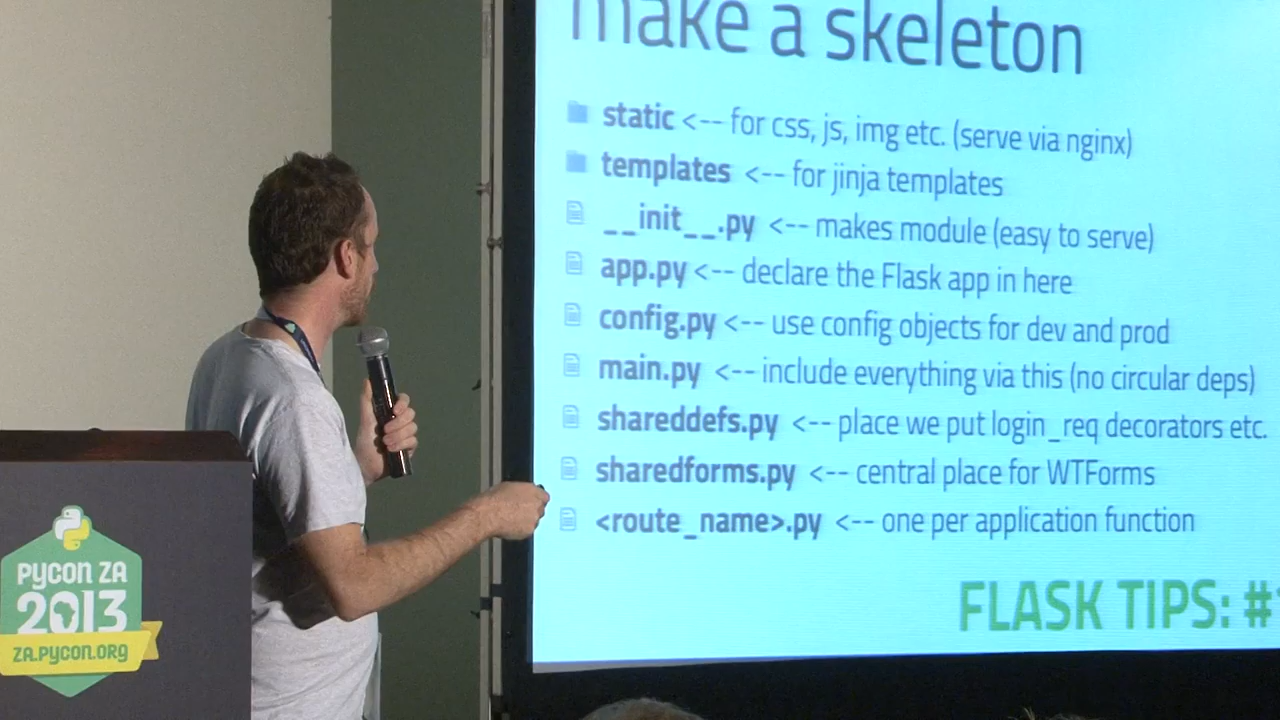 make a skeleton
static <-- for css, js, img etc. (serve via nginx)
templates <-- for jinja templates
__init__.py <-- makes module (easy to serve)
app.py <-- declare the Flask app in here
config.py <-- use config objects for dev and prod
main.py <-- include everything via this (no circular deps)
shareddefs.py <-- place we put login_req decorators etc.
sharedforms.py <-- central place for WTForms
<route_name>.py <-- one per application function
FLASK TIPS: #
PYCON ZA
2013
ZA.PYCON.ORG